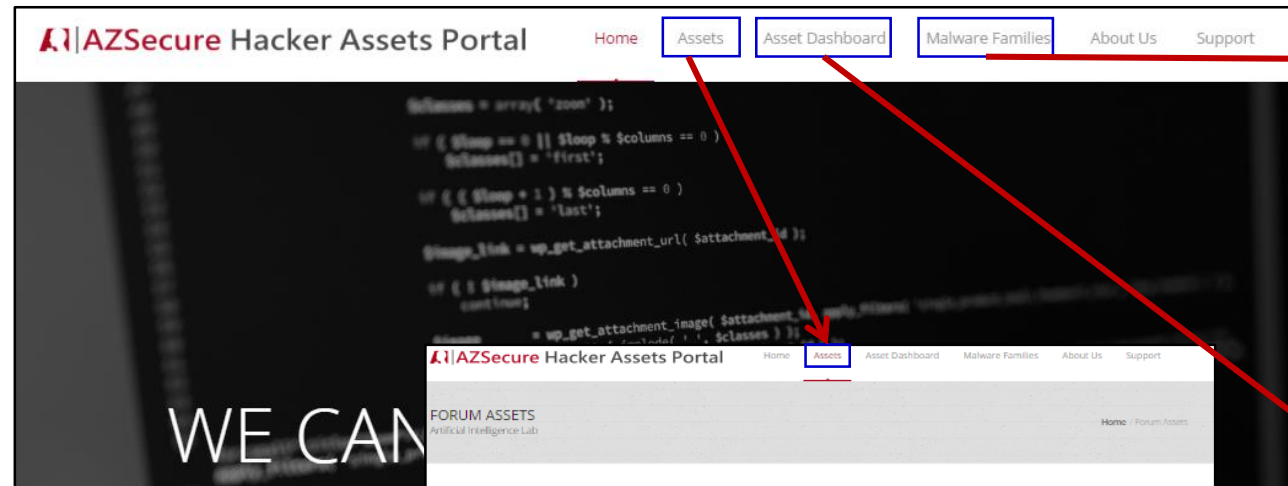 AZSecure Hacker Assets Portal Home Assets Asset Dashboard Malware Families About Us Support
= array( 'zoom' );
if ( $loop == 0 || $loop % $columns == 0 )
$classes[] = 'first';
if ( ( $loop + 1 ) % $columns == 0 )
$classes[] = 'last';
$image_link = wp_get_attachment_url( $attachment_id );
if ( ! $image_link )
continue;
= wp_get_attachment_image(
$classes ) );
WE CAN
AZSecure Hacker Assets Portal Home Assets Asset Dashboard Malware Families About Us Support
FORUM ASSETS
Artificial Intelligence Lab
Home / Forum Assets